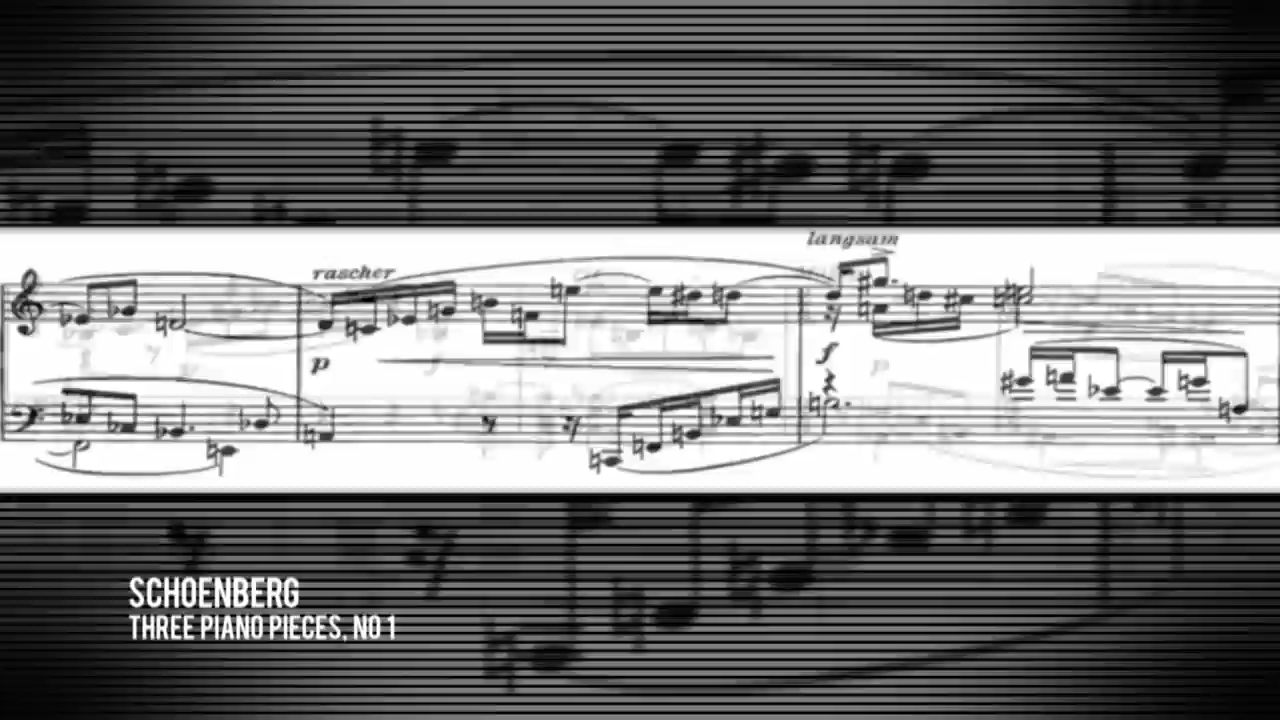 langsam
rascher
p
f
p
SCHOENBERG
THREE PIANO PIECES, NO 1